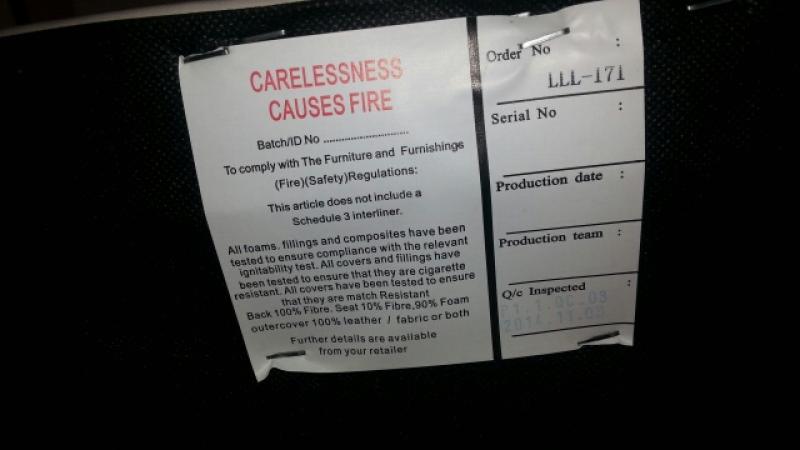 CARELESSNESS
CAUSES FIRE
Batch/ID No ............................
To comply with The Furniture and Furnishings
(Fire)(Safety)Regulations:
This article does not include a
Schedule 3 interliner.
All foams. fillings and composites have been
tested to ensure compliance with the relevant
ignitability test. All covers and fillings have
been tested to ensure that they are cigarette
resistant. All covers have been tested to ensure
that they are match Resistant
Back 100% Fibre. Seat 10% Fibre,90% Foam
outercover 100% leather / fabric or both
Further details are available
from your retailer
Order No :
LLL-171
Serial No :
Production date :
Production team :
Q/c Inspected :
2014.11.03